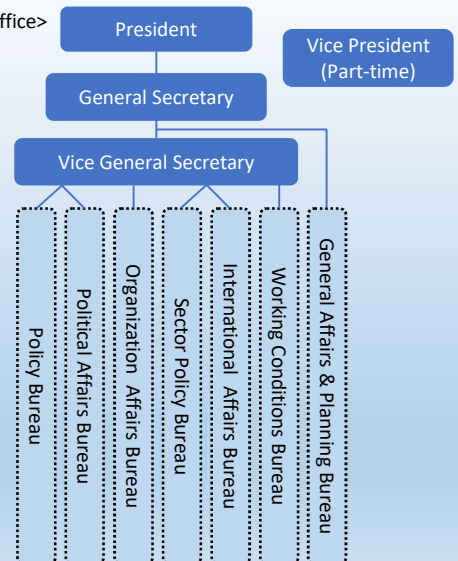 ffice>
President
Vice President
(Part-time)
General Secretary
Vice General Secretary
Policy Bureau
Political Affairs Bureau
Organization Affairs Bureau
Sector Policy Bureau
International Affairs Bureau
Working Conditions Bureau
General Affairs & Planning Bureau